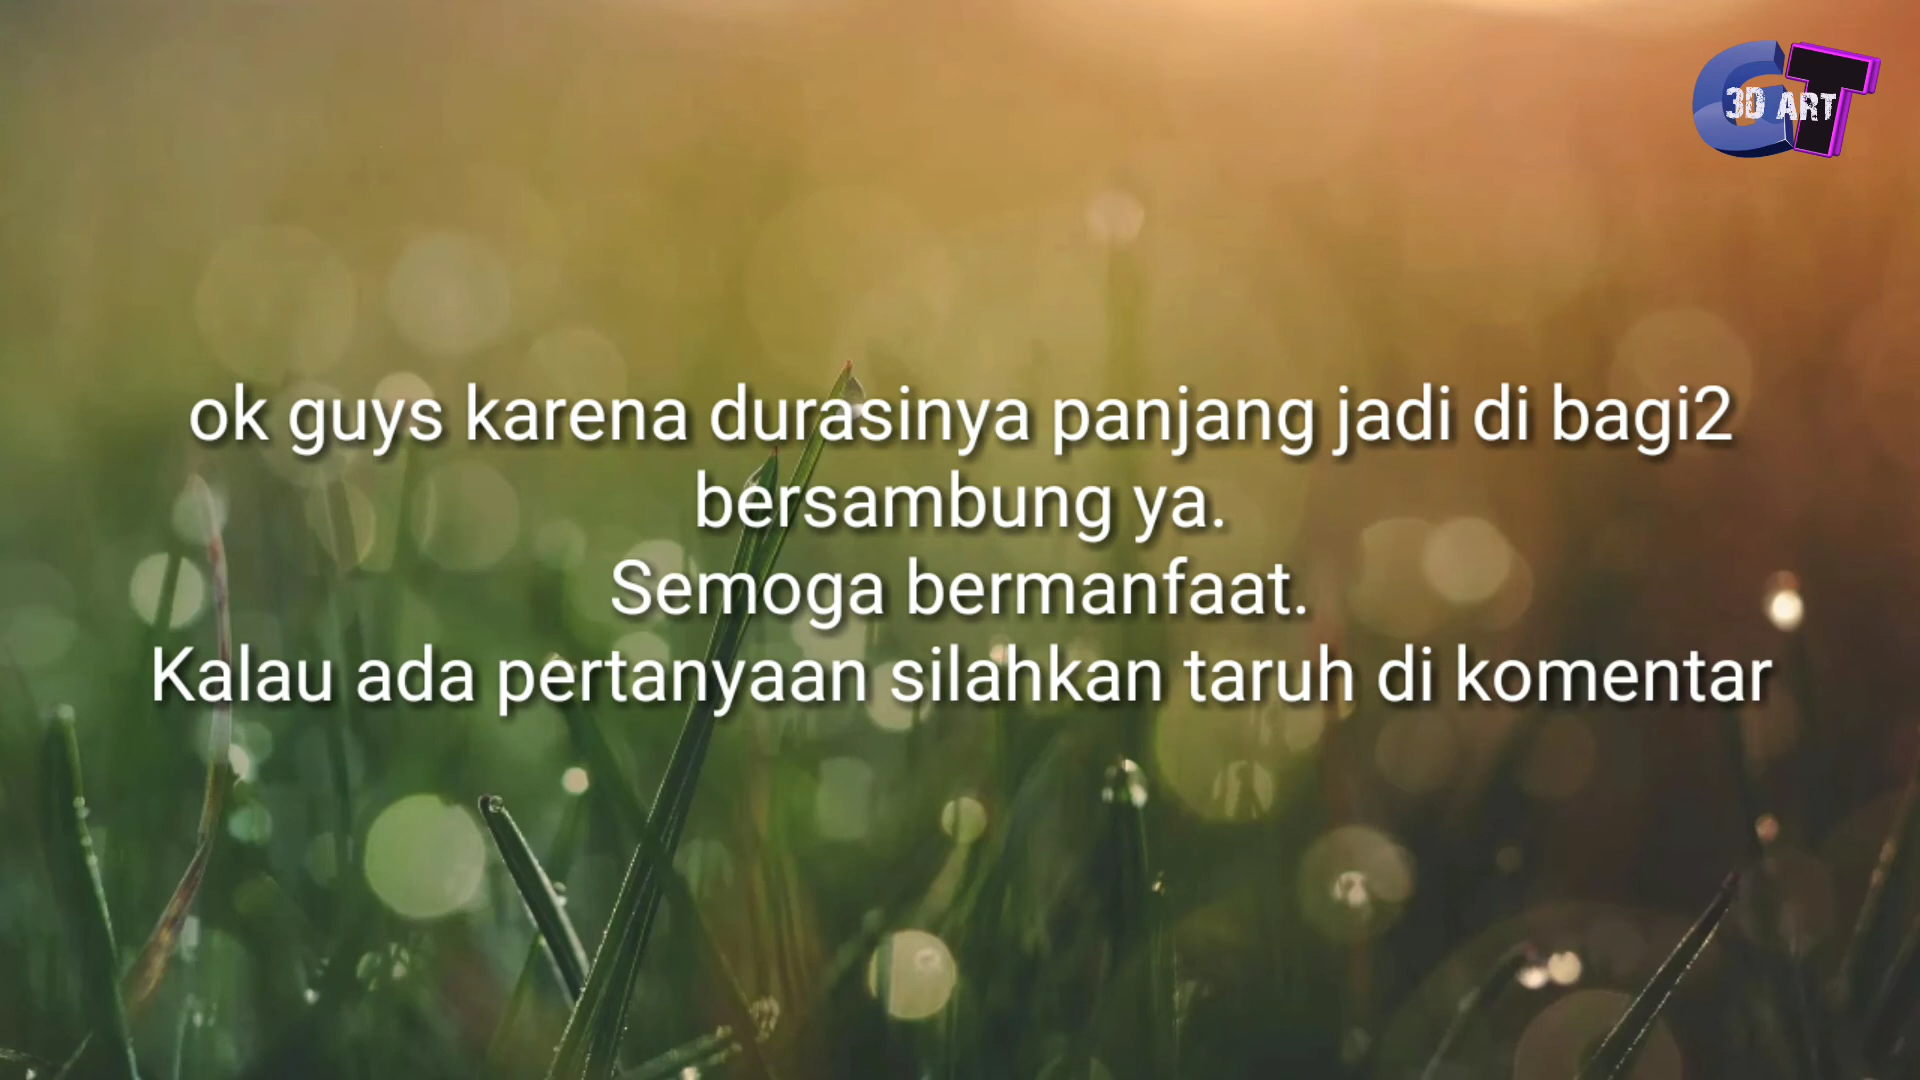 CT
3D ART
ok guys karena durasinya panjang jadi di bagi2
bersambung ya.
Semoga bermanfaat.
Kalau ada pertanyaan silahkan taruh di komentar